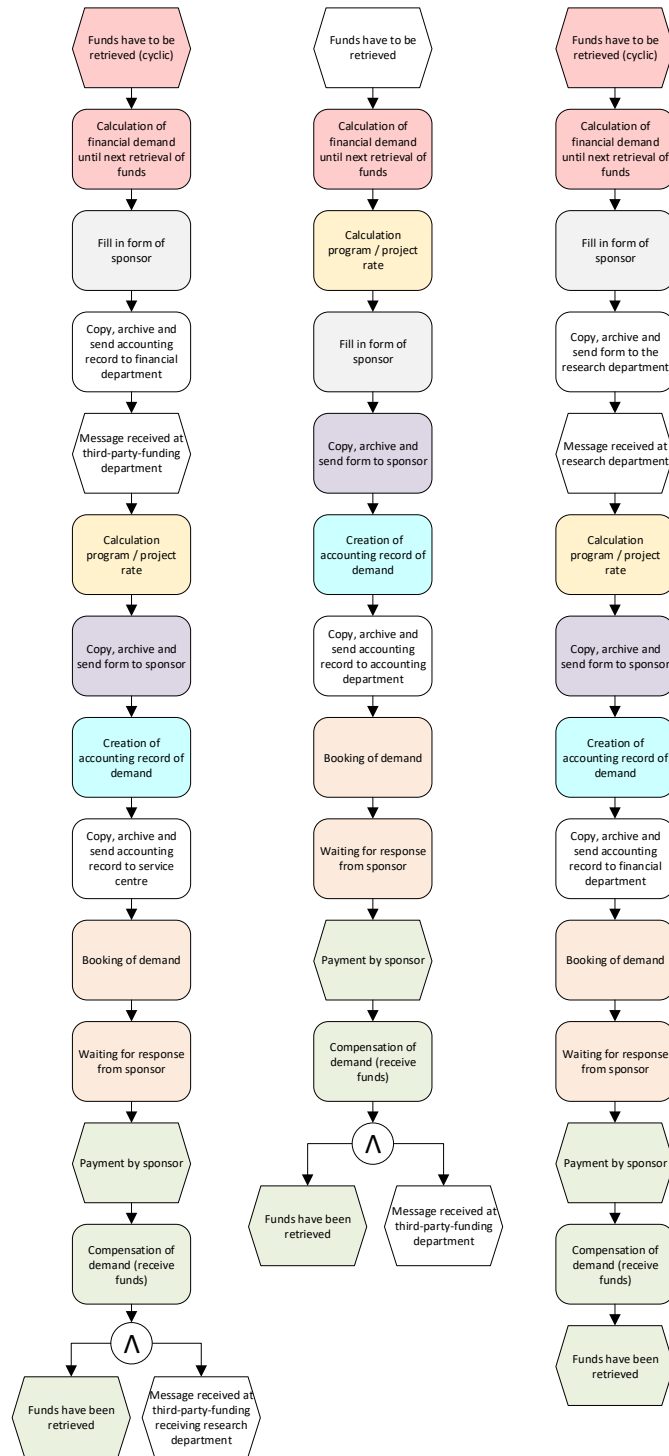 Funds have to be
retrieved (cyclic)
Calculation of
financial demand
until next retrieval of
funds
Fill in form of
sponsor
Copy, archive and
send accounting
record to financial
department
Message received at
third-party-funding
department
Calculation
program / project
rate
Copy, archive and
send form to sponsor
Creation of
accounting record of
demand
Copy, archive and
send accounting
record to service
centre
Booking of demand
Waiting for response
from sponsor
Payment by sponsor
Compensation of
demand (receive
funds)
Λ
Funds have been
retrieved
Message received at
third-party-funding
receiving research
department
Funds have to be
retrieved
Calculation of
financial demand
until next retrieval of
funds
Calculation
program / project
rate
Fill in form of
sponsor
Copy, archive and
send form to sponsor
Creation of
accounting record of
demand
Copy, archive and
send accounting
record to accounting
department
Booking of demand
Waiting for response
from sponsor
Payment by sponsor
Compensation of
demand (receive
funds)
Λ
Funds have been
retrieved
Message received at
third-party-funding
department
Funds have to be
retrieved (cyclic)
Calculation of
financial demand
until next retrieval of
funds
Fill in form of
sponsor
Copy, archive and
send form to the
research department
Message received at
research department
Calculation
program / project
rate
Copy, archive and
send form to sponsor
Creation of
accounting record of
demand
Copy, archive and
send accounting
record to financial
department
Booking of demand
Waiting for response
from sponsor
Payment by sponsor
Compensation of
demand (receive
funds)
Funds have been
retrieved